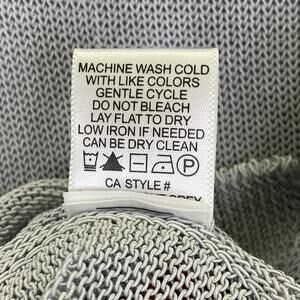 MACHINE WASH COLD
WITH LIKE COLORS
GENTLE CYCLE
DO NOT BLEACH
LAY FLAT TO DRY
LOW IRON IF NEEDED
CAN BE DRY CLEAN
CA STYLE #
GREY